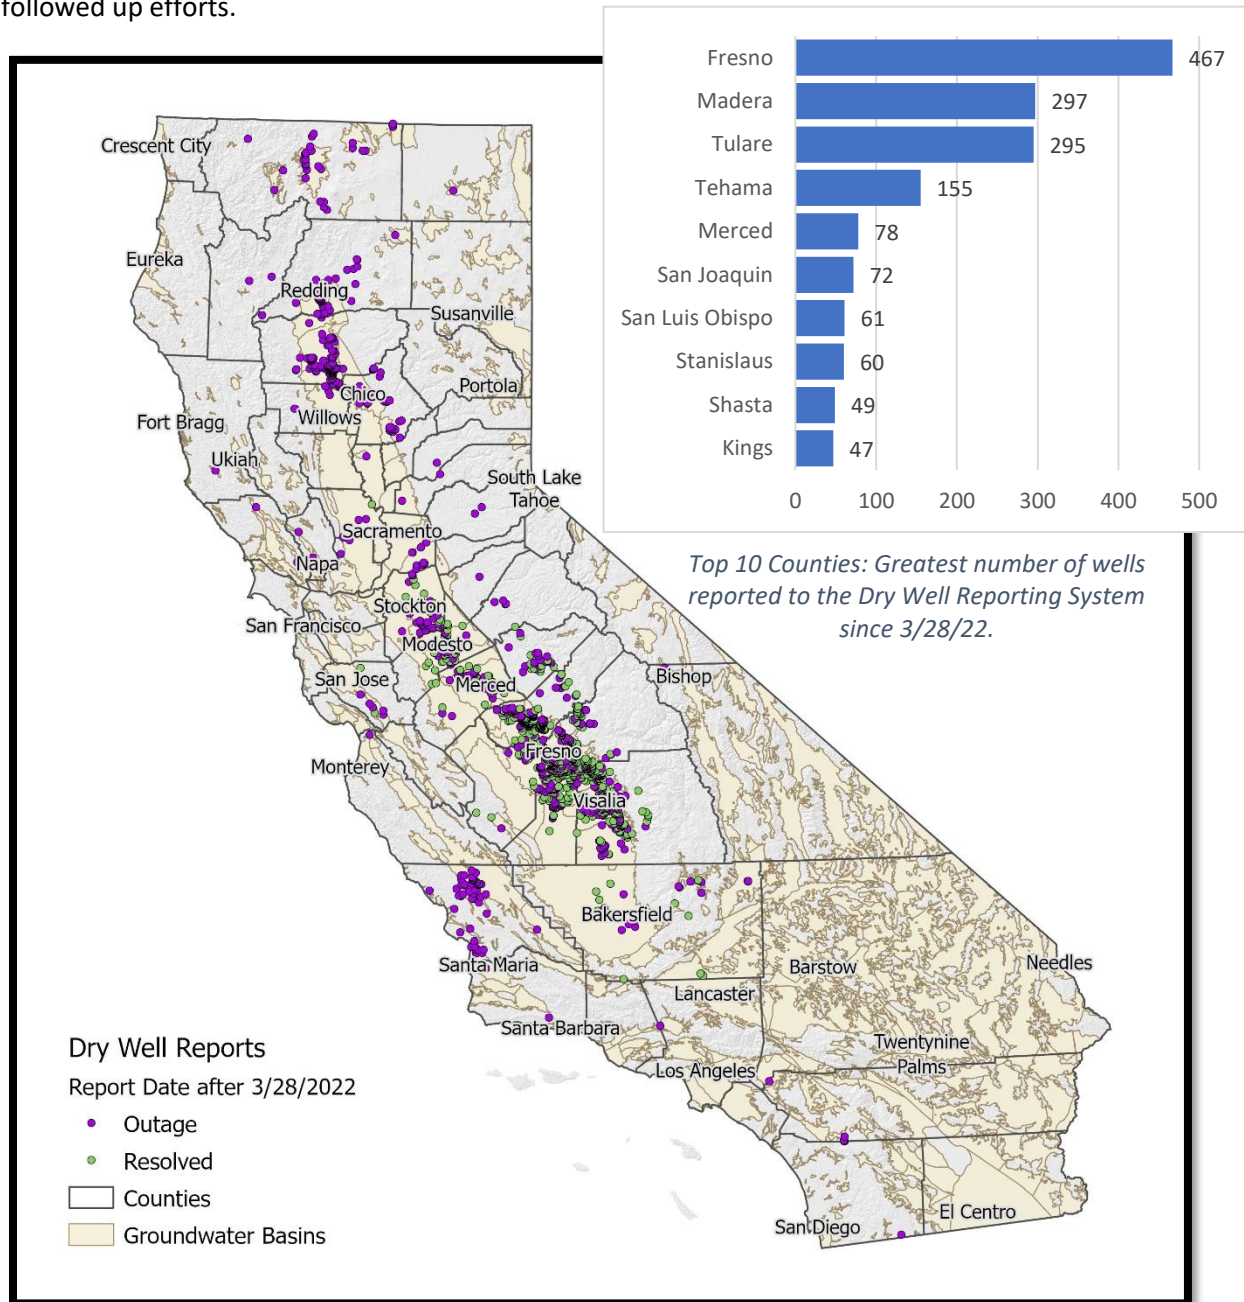 followed up efforts.
Fresno 467
Madera 297
Tulare 295
Tehama 155
Merced 78
San Joaquin 72
San Luis Obispo 61
Stanislaus 60
Shasta 49
Kings 47
0 100 200 300 400 500
Top 10 Counties: Greatest number of wells
reported to the Dry Well Reporting System
since 3/28/22.
Crescent City
Eureka
Redding
Susanville
Chico
Portola
Willows
Fort Bragg
Ukiah
South Lake
Tahoe
Sacramento
Napa
Stockton
San Francisco
Modesto
San Jose
Merced
Bishop
Fresno
Monterey
Visalia
Bakersfield
Santa Maria
Barstow
Needles
Lancaster
Santa Barbara
Twentynine
Palms
Los Angeles
El Centro
San Diego
Dry Well Reports
Report Date after 3/28/2022
Outage
Resolved
Counties
Groundwater Basins